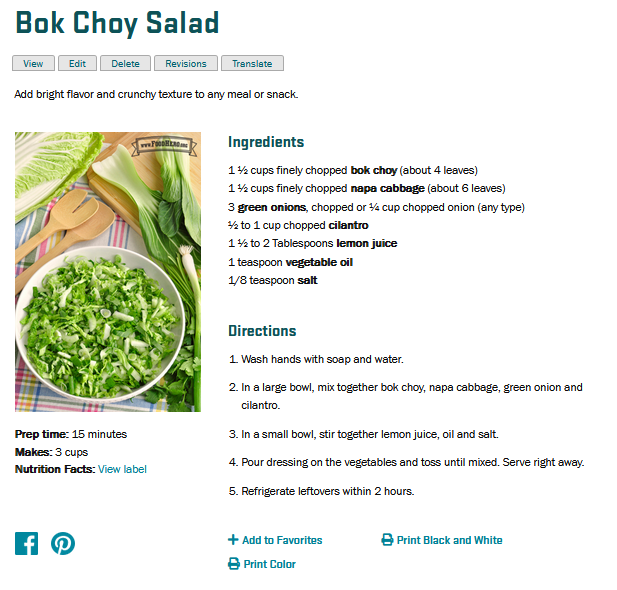 Bok Choy Salad
View
Edit
Delete
Revisions
Translate
Add bright flavor and crunchy texture to any meal or snack.
www.FoodHero.org
Ingredients
1 ½ cups finely chopped bok choy (about 4 leaves)
1 ½ cups finely chopped napa cabbage (about 6 leaves)
3 green onions, chopped or ¼ cup chopped onion (any type)
½ to 1 cup chopped cilantro
1 ½ to 2 Tablespoons lemon juice
1 teaspoon vegetable oil
1/8 teaspoon salt
Directions
1. Wash hands with soap and water.
2. In a large bowl, mix together bok choy, napa cabbage, green onion and
cilantro.
3. In a small bowl, stir together lemon juice, oil and salt.
4. Pour dressing on the vegetables and toss until mixed. Serve right away.
5. Refrigerate leftovers within 2 hours.
Prep time: 15 minutes
Makes: 3 cups
Nutrition Facts: View label
Add to Favorites
Print Black and White
Print Color